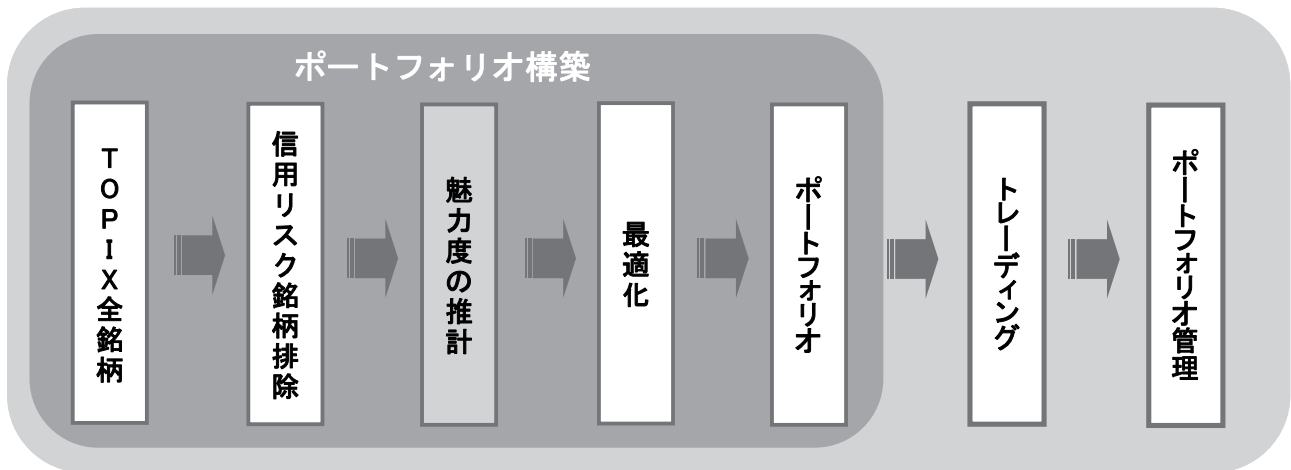 ポートフォリオ構築
TOPIX全銘柄
信用リスク銘柄排除
魅力度の推計
最適化
ポートフォリオ
トレーディング
ポートフォリオ管理